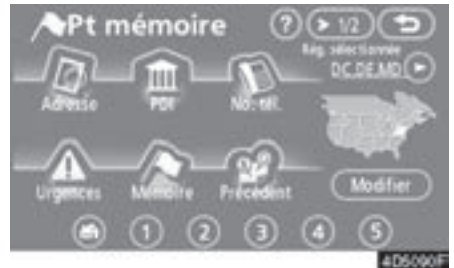 Pt mémoire ? 1/2
Rég. sélectionnée
DC.DE.MD
Adresse PDI No. tél.
Urgences Mémoire Précédent
Modifier
1 2 3 4 5
4D5090F